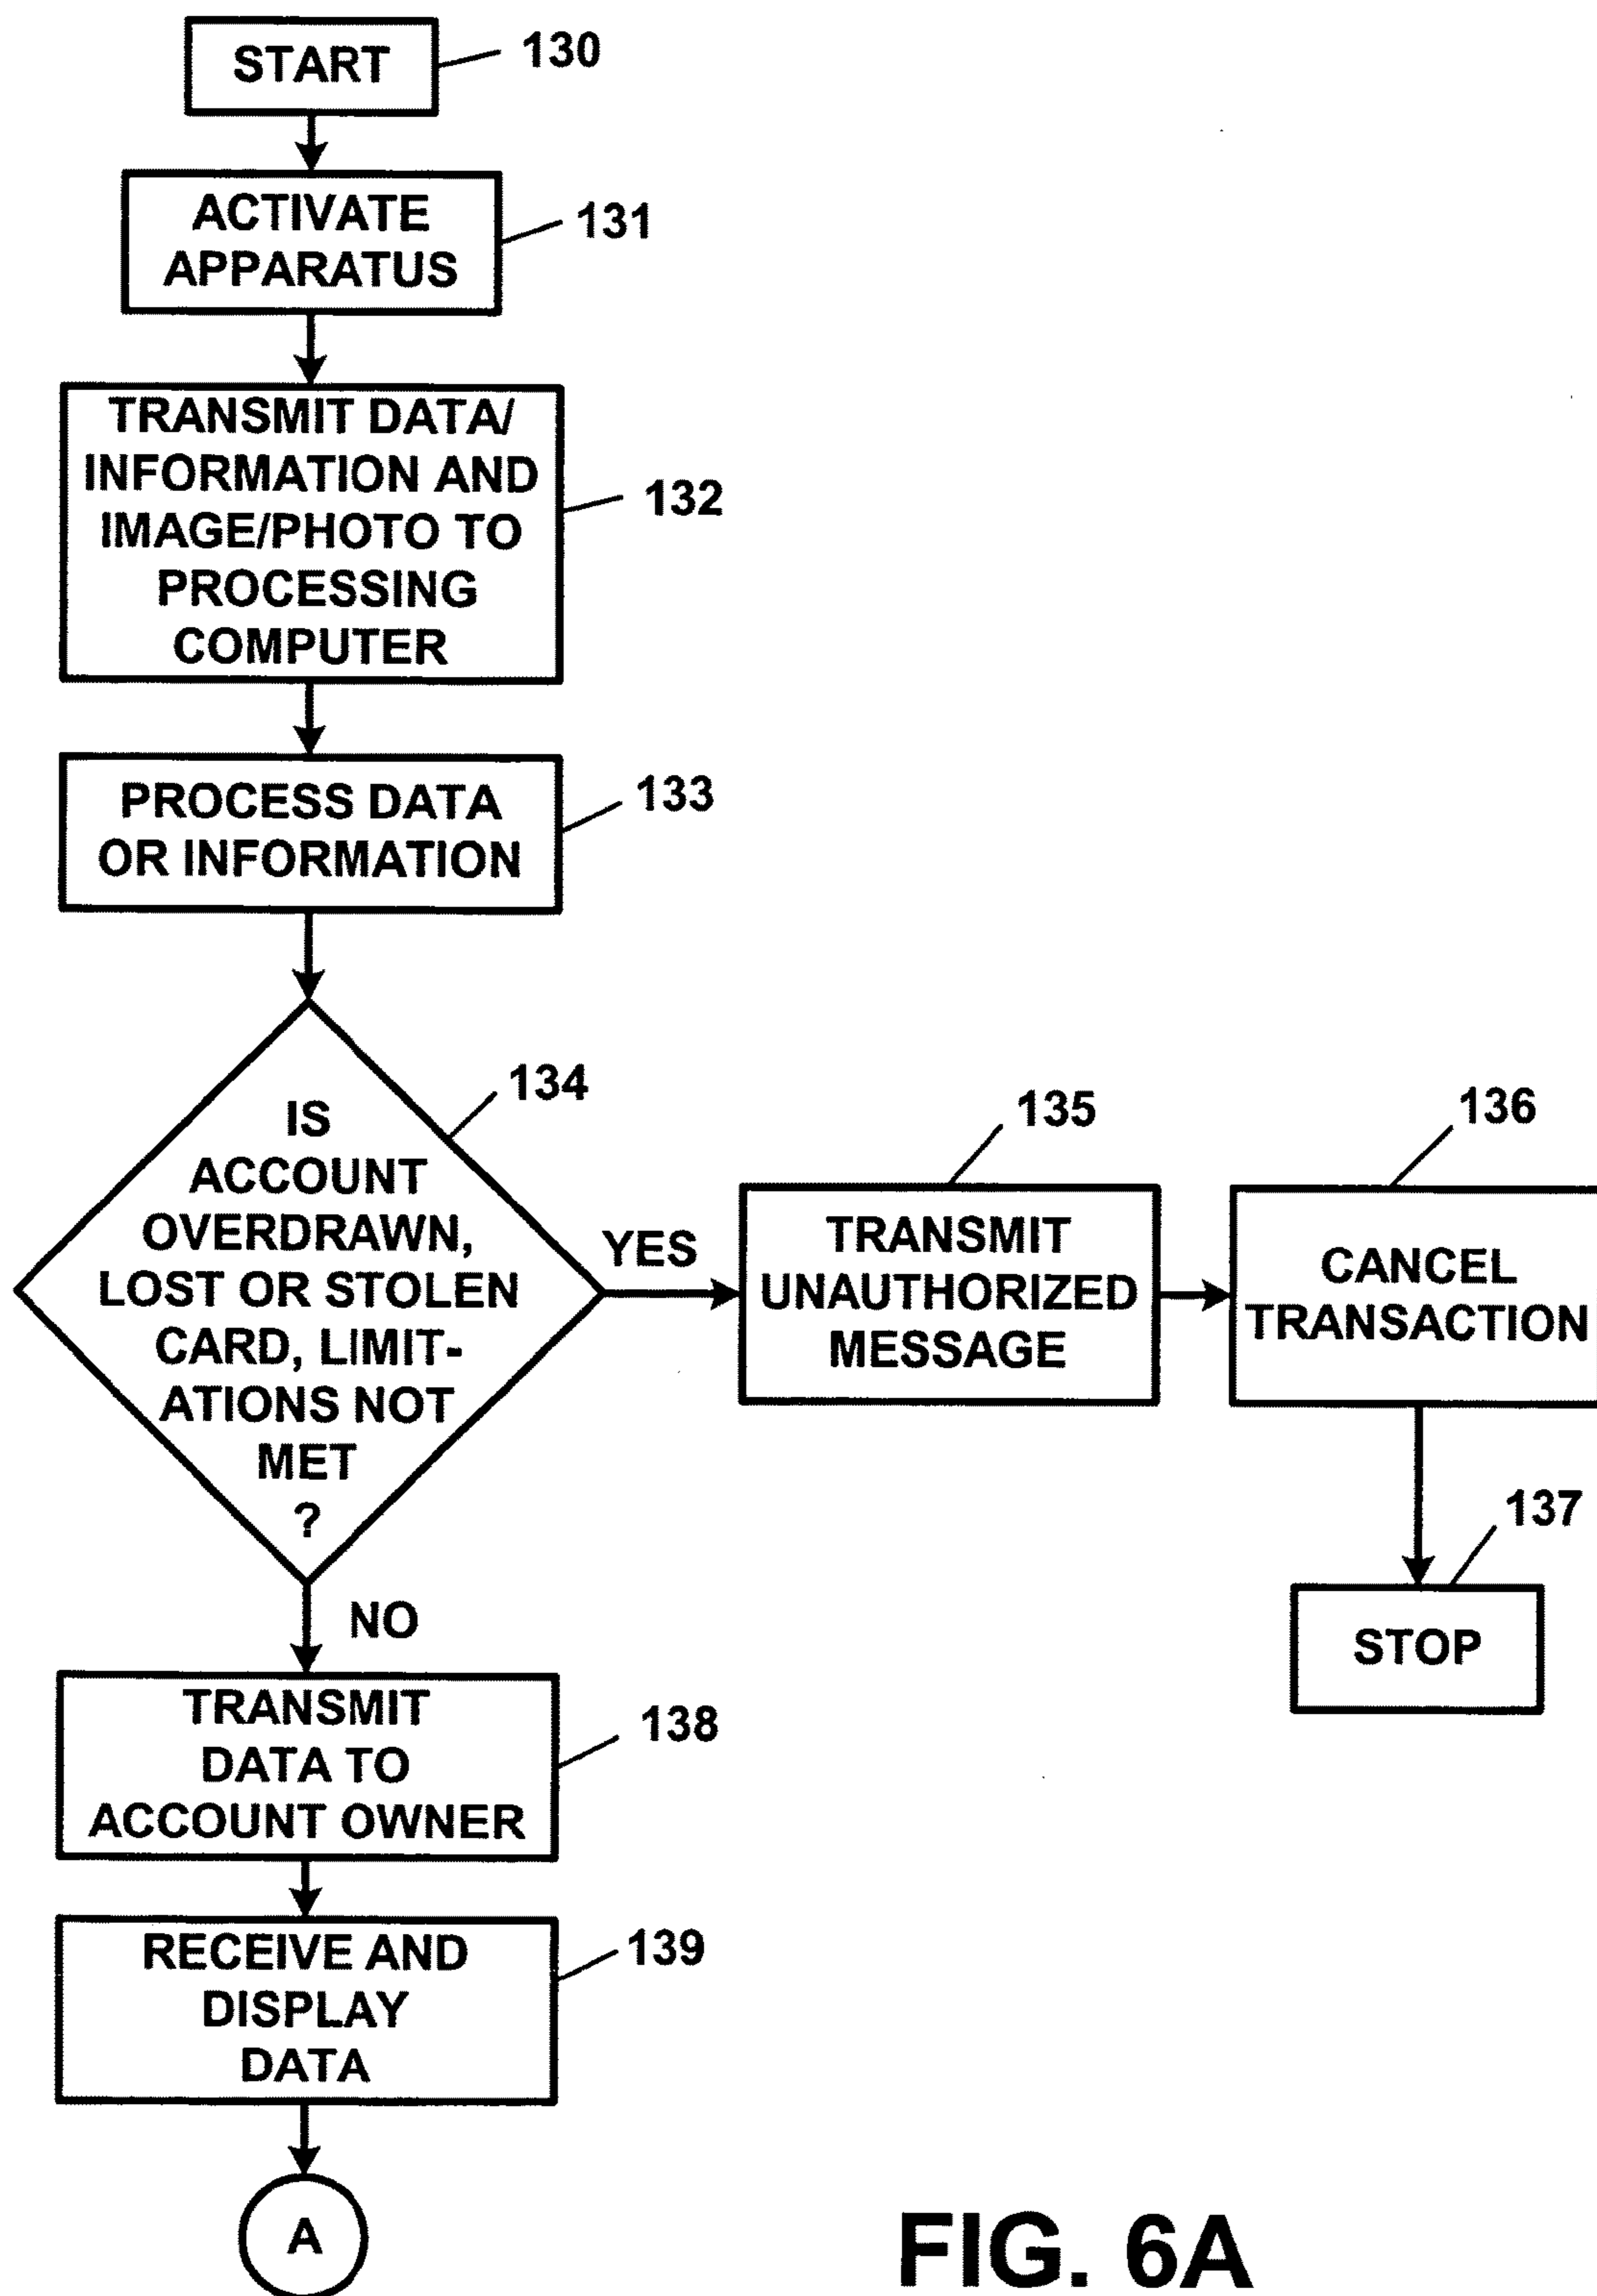 START
130
ACTIVATE
APPARATUS
131
TRANSMIT DATA/
INFORMATION AND
IMAGE/PHOTO TO
PROCESSING
COMPUTER
132
PROCESS DATA
OR INFORMATION
133
IS
ACCOUNT
OVERDRAWN,
LOST OR STOLEN
CARD, LIMIT-
ATIONS NOT
MET
?
134
YES
TRANSMIT
UNAUTHORIZED
MESSAGE
135
CANCEL
TRANSACTION
136
STOP
137
NO
TRANSMIT
DATA TO
ACCOUNT OWNER
138
RECEIVE AND
DISPLAY
DATA
139
A
FIG. 6A